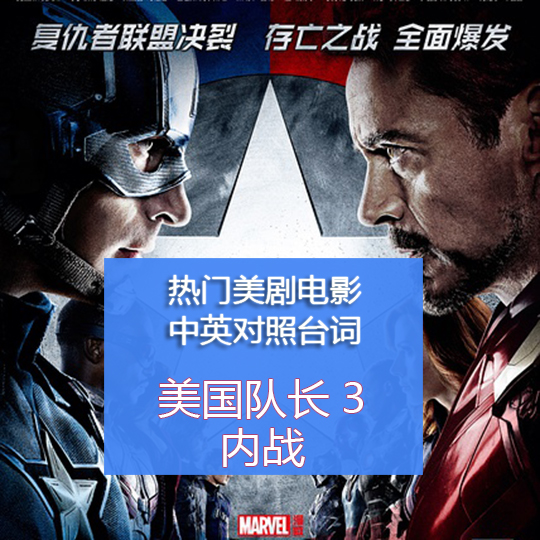 复仇者联盟决裂 存亡之战 全面爆发
热门美剧电影
中英对照台词
美国队长 3
内战
MARVEL